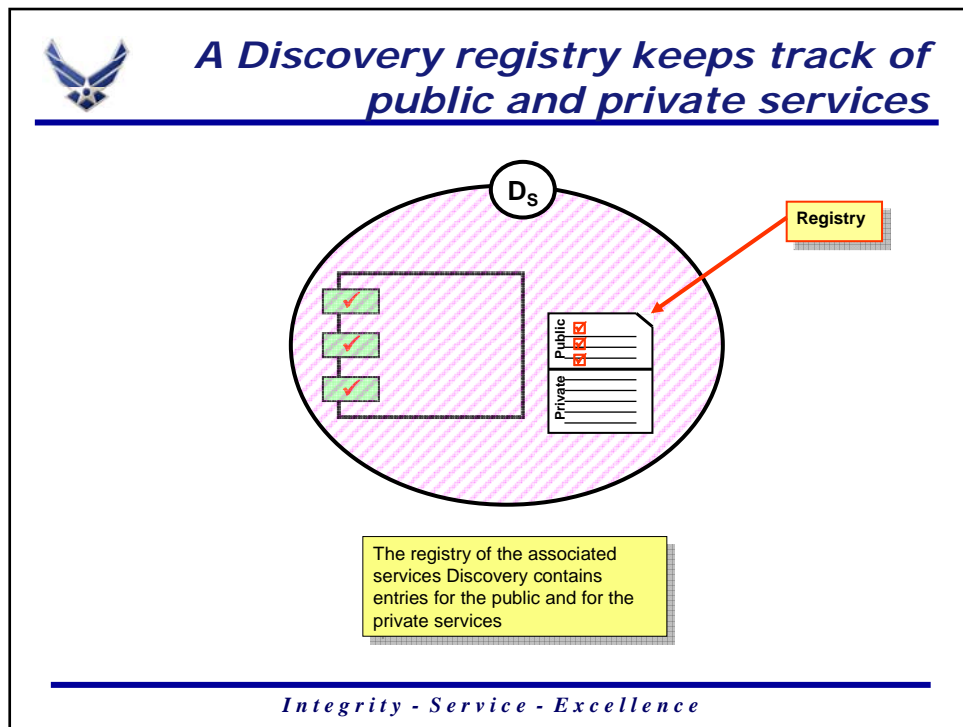 A Discovery registry keeps track of
public and private services
D_S
Registry
Public
Private
The registry of the associated
services Discovery contains
entries for the public and for the
private services
Integrity - Service - Excellence